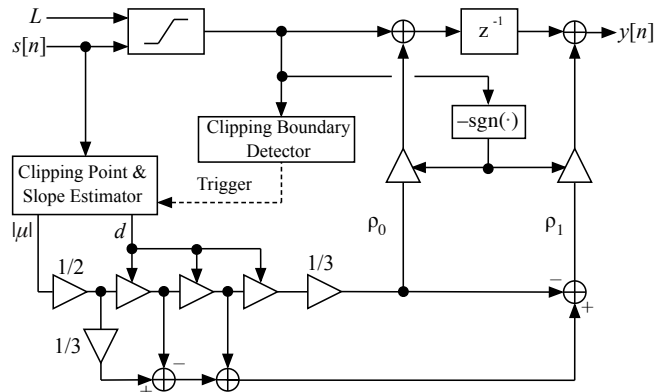 L
s[n]
z⁻¹
y[n]
–sgn(·)
Clipping Boundary
Detector
Clipping Point &
Slope Estimator
Trigger
|μ|
d
ρ₀
ρ₁
1/2
1/3
–
+
1/3
–
+